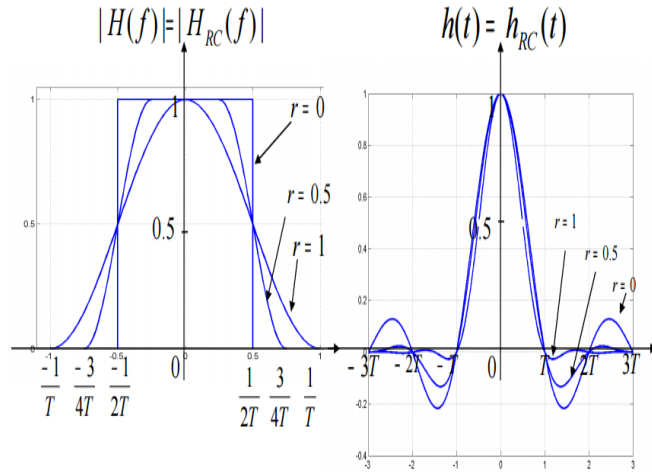 |H(f)|=|H_RC(f)|
1
0.5
0
1
0.5
r = 0
r = 0.5
r = 1
-1
-0.5
0
0.5
1
-1/T
-3/4T
-1/2T
1/2T
3/4T
1/T
h(t) = h_RC(t)
1
0.8
0.6
0.4
0.2
0
-0.2
-0.4
1
0.5
r = 1
r = 0.5
r = 0
-3T
-2T
-T
0
T
2T
3T
-3
-2
-1
0
1
2
3